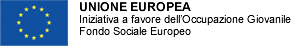 UNIONE EUROPEA
Iniziativa a favore dell'Occupazione Giovanile
Fondo Sociale Europeo